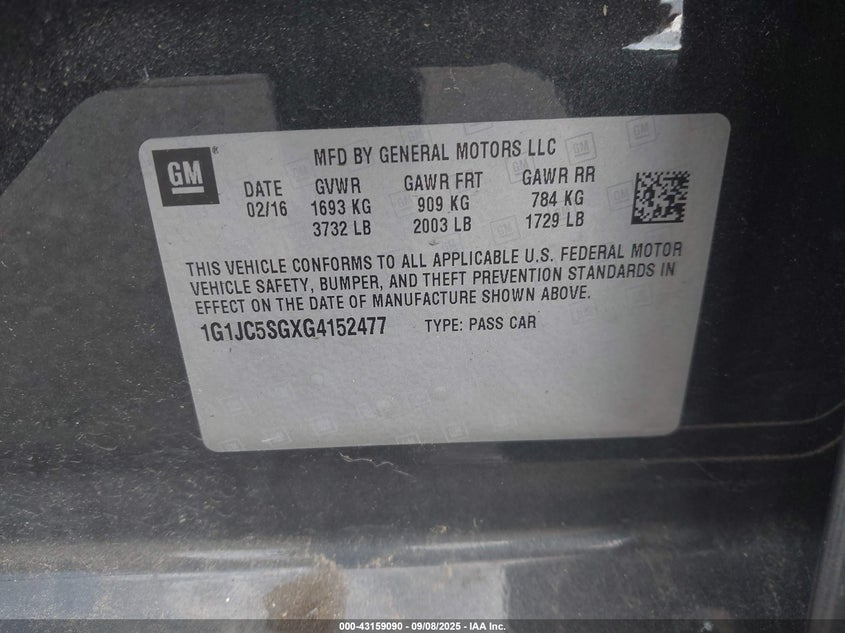 GM ®
MFD BY GENERAL MOTORS LLC
DATE GVWR GAWR FRT GAWR RR
02/16 1693 KG 909 KG 784 KG
3732 LB 2003 LB 1729 LB
THIS VEHICLE CONFORMS TO ALL APPLICABLE U.S. FEDERAL MOTOR
VEHICLE SAFETY, BUMPER, AND THEFT PREVENTION STANDARDS IN
EFFECT ON THE DATE OF MANUFACTURE SHOWN ABOVE.
1G1JC5SGXG4152477 TYPE: PASS CAR
000-43159090 - 09/08/2025 - IAA Inc.